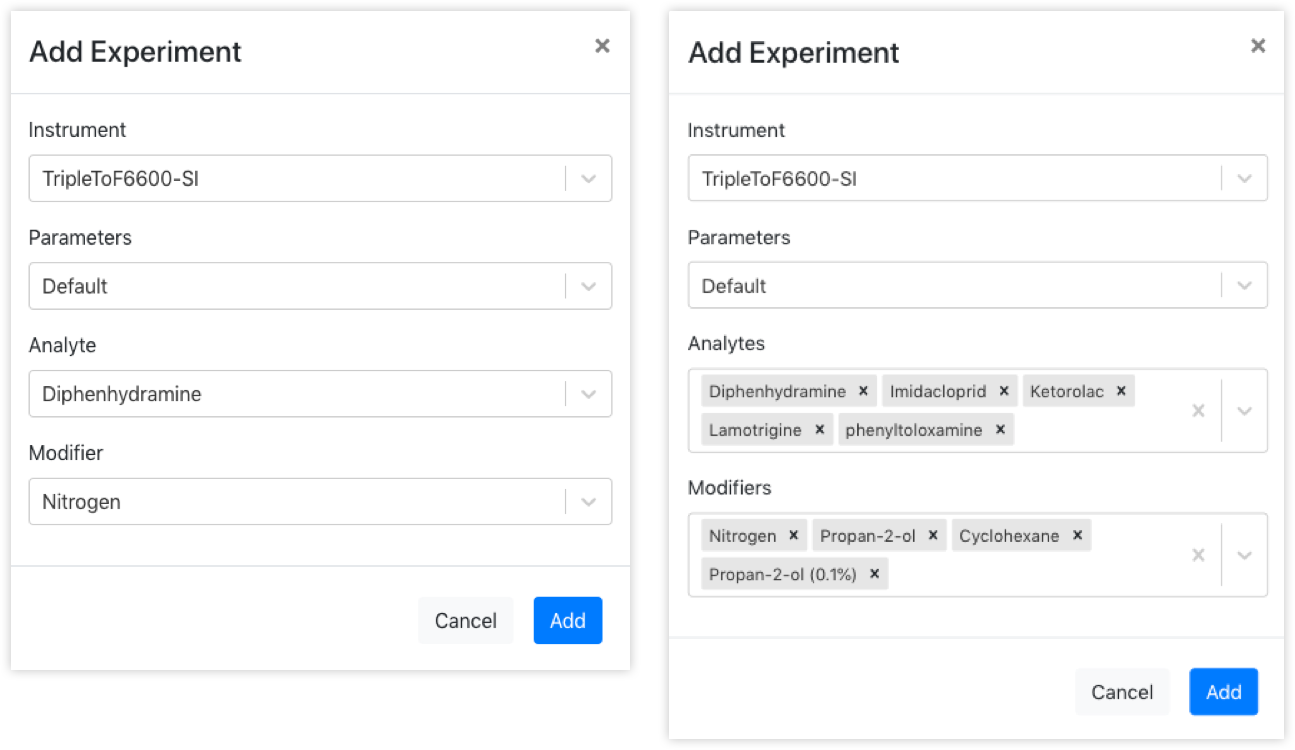 Add Experiment ×
Instrument
TripleToF6600-SI
Parameters
Default
Analyte
Diphenhydramine
Modifier
Nitrogen
Cancel Add
Add Experiment ×
Instrument
TripleToF6600-SI
Parameters
Default
Analytes
Diphenhydramine × Imidacloprid × Ketorolac ×
Lamotrigine × phenyltoloxamine ×
Modifiers
Nitrogen × Propan-2-ol × Cyclohexane ×
Propan-2-ol (0.1%) ×
Cancel Add